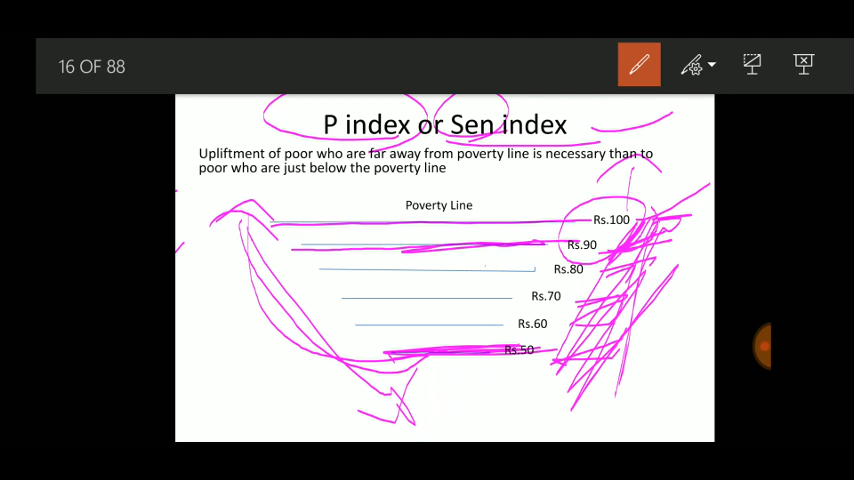 16 OF 88
P index or Sen index
Upliftment of poor who are far away from poverty line is necessary than to
poor who are just below the poverty line
Poverty Line
Rs.100
Rs.90
Rs.80
Rs.70
Rs.60
Rs.50